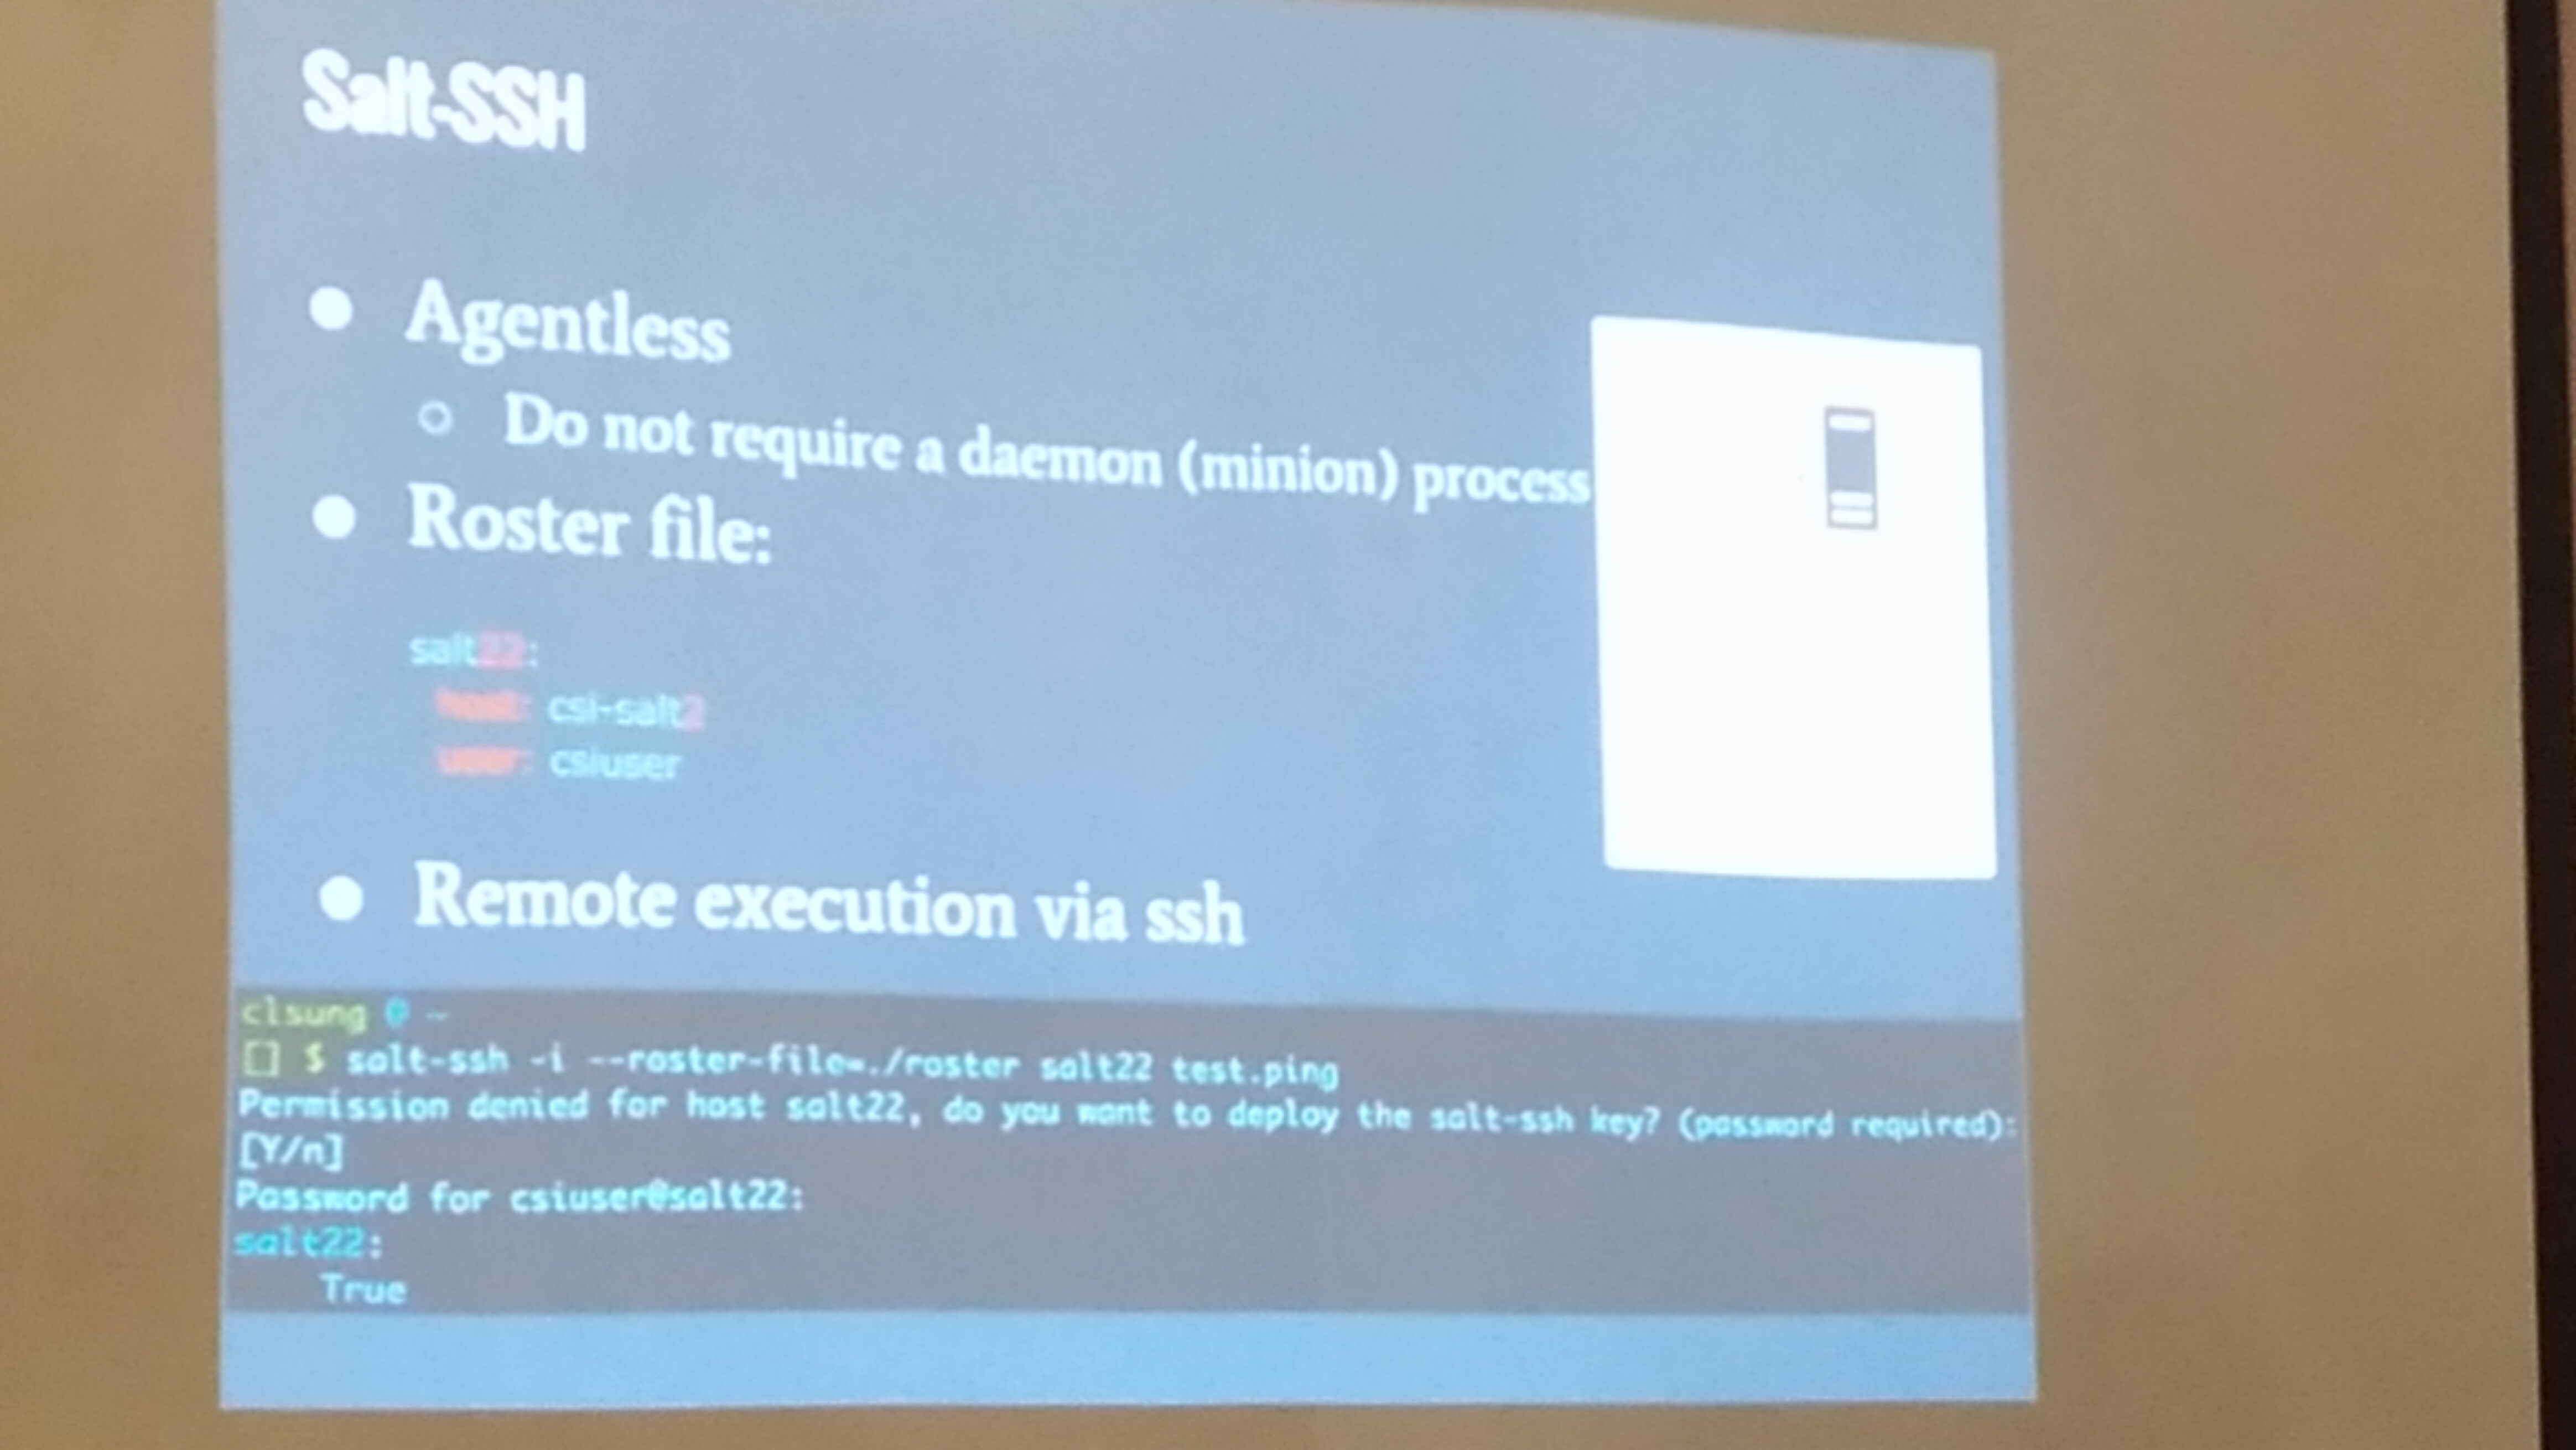 Salt-SSH
● Agentless
○ Do not require a daemon (minion) process
● Roster file:
salt22:
host: csi-salt2
user: csiuser
● Remote execution via ssh
clsung @ ~
[] $ salt-ssh -i --roster-file=./roster salt22 test.ping
Permission denied for host salt22, do you want to deploy the salt-ssh key? (password required):
[Y/n]
Password for csiuser@salt22:
salt22:
True